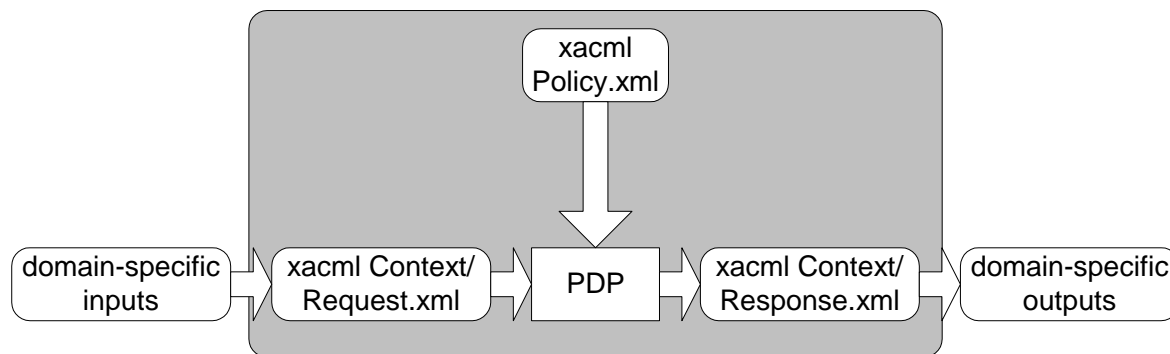 xacml
Policy.xml
domain-specific
inputs
xacml Context/
Request.xml
PDP
xacml Context/
Response.xml
domain-specific
outputs